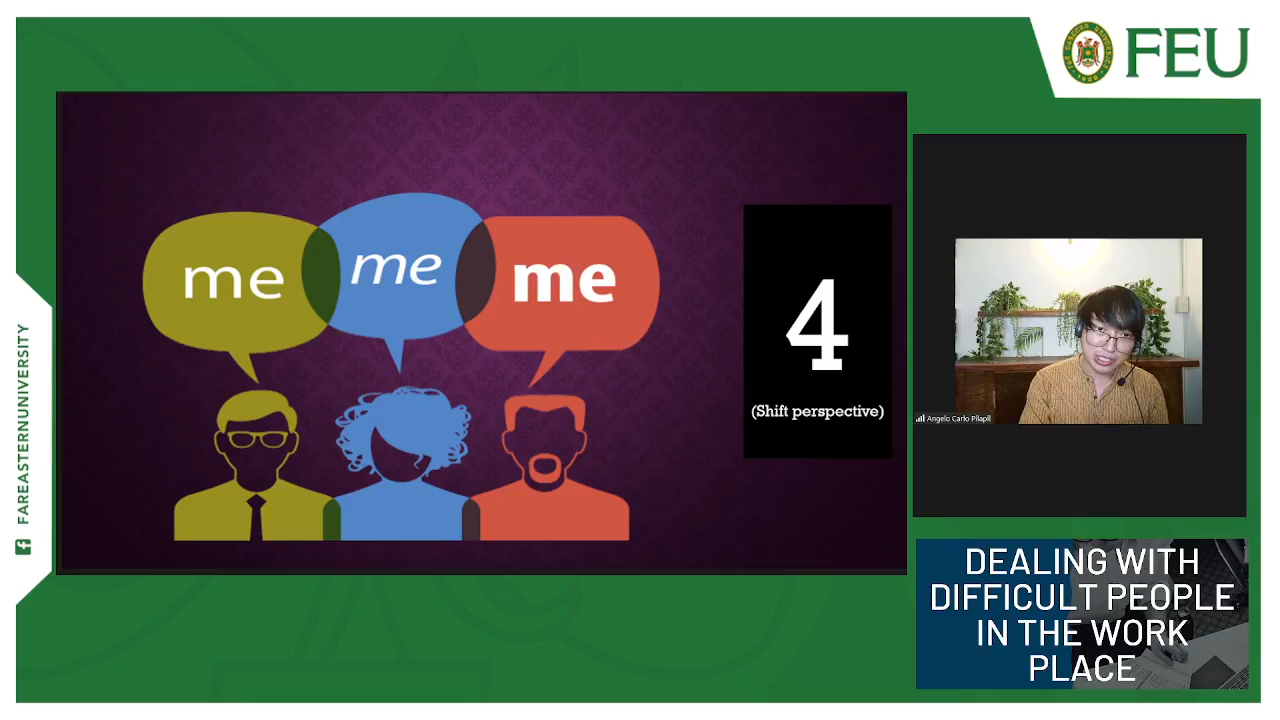 FEU
me
me
me
4
(Shift perspective)
Angelo Carlo Pilapil
FAREASTERNUNIVERSITY
DEALING WITH
DIFFICULT PEOPLE
IN THE WORK
PLACE